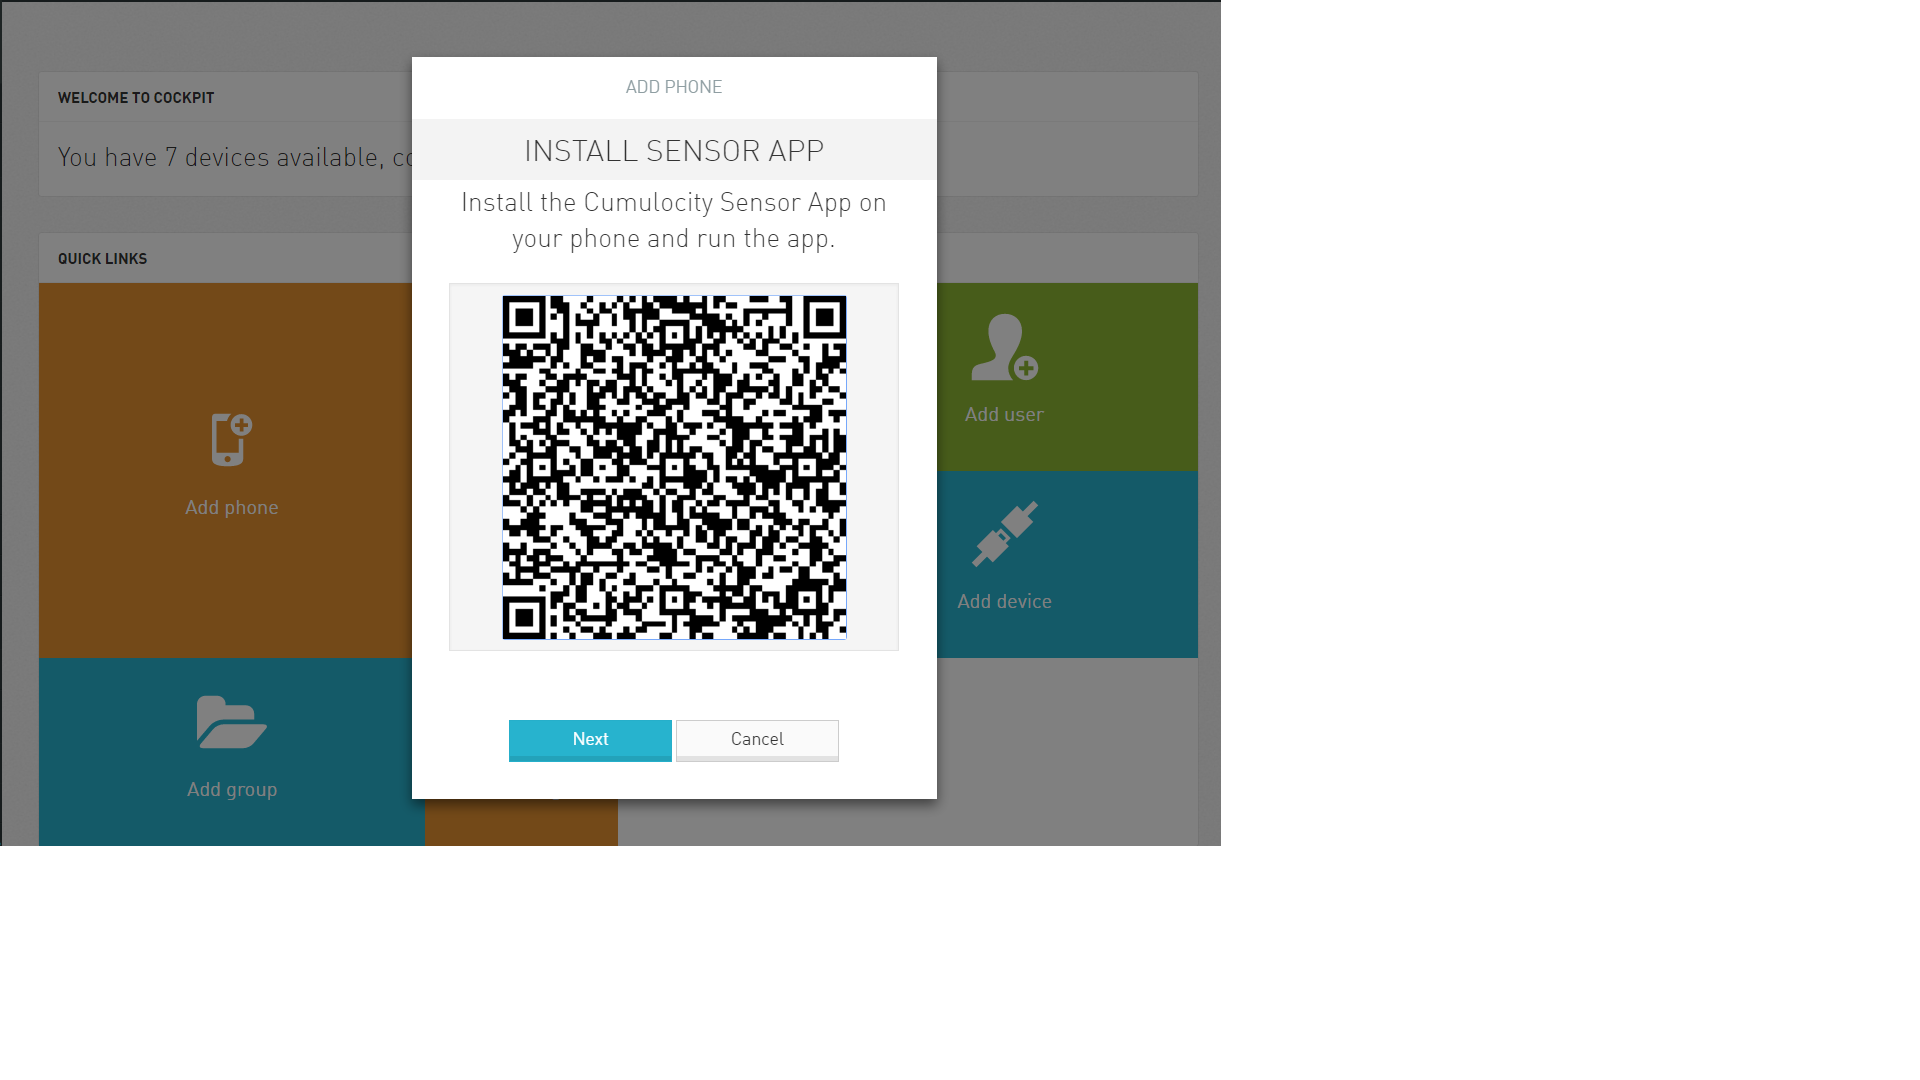 ADD PHONE
INSTALL SENSOR APP
Install the Cumulocity Sensor App on
your phone and run the app.
Next
Cancel
WELCOME TO COCKPIT
You have 7 devices available, co
QUICK LINKS
Add phone
Add group
Add user
Add device